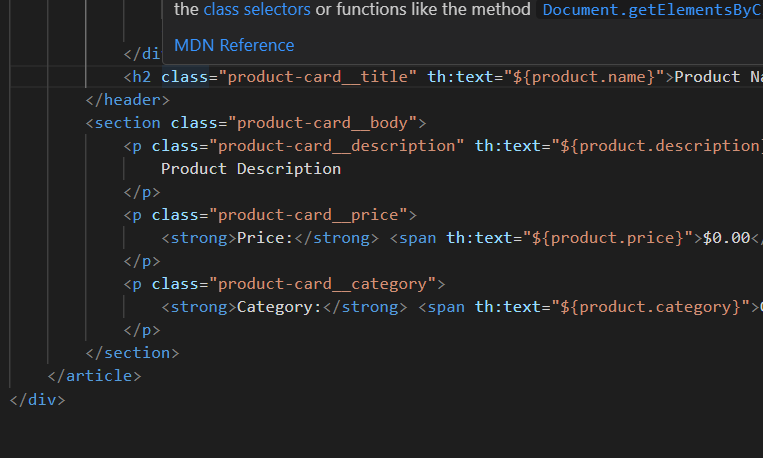 the class selectors or functions like the method Document.getElementsByC
MDN Reference
</di
<h2 class="product-card__title" th:text="${product.name}">Product Na
</header>
<section class="product-card__body">
<p class="product-card__description" th:text="${product.description}
Product Description
</p>
<p class="product-card__price">
<strong>Price:</strong> <span th:text="${product.price}">$0.00</
</p>
<p class="product-card__category">
<strong>Category:</strong> <span th:text="${product.category}">
</p>
</section>
</article>
</div>